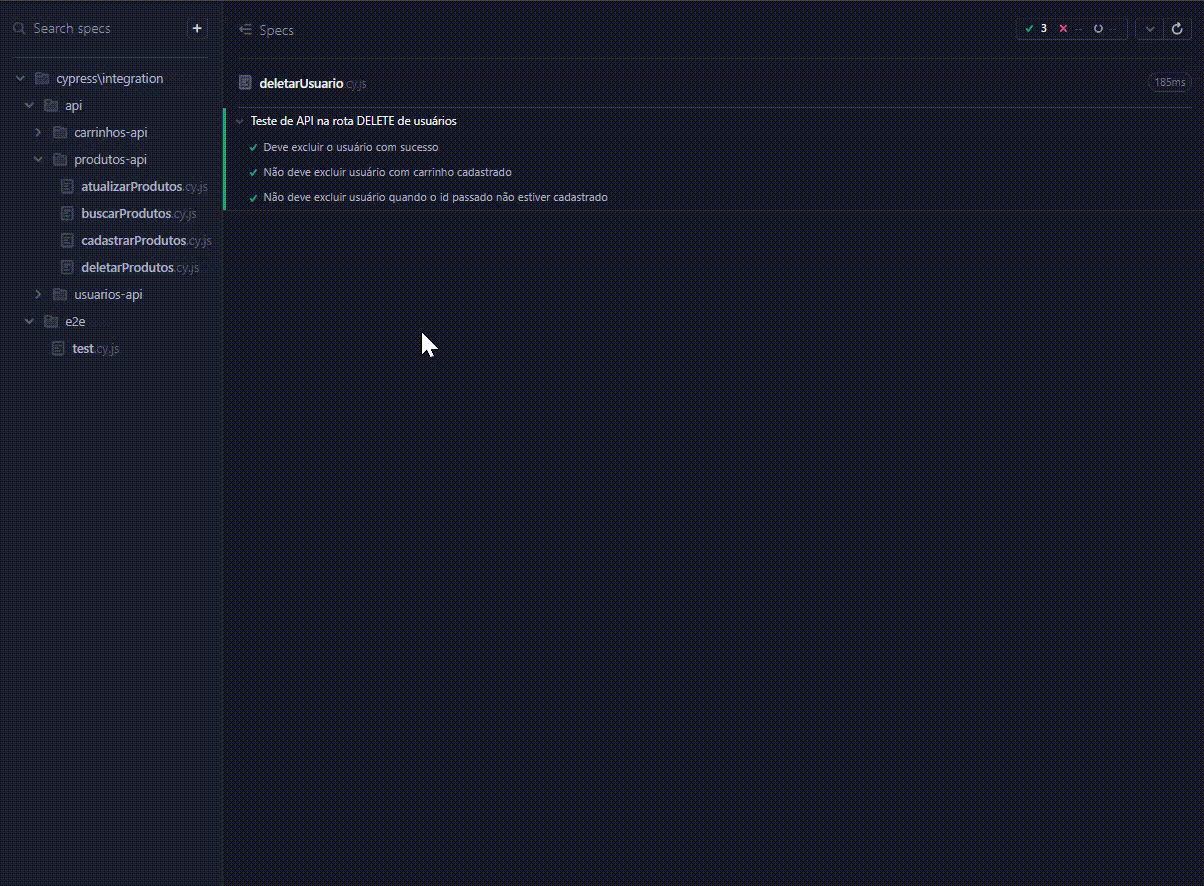 Search specs
+
cypress\integration
api
carrinhos-api
produtos-api
atualizarProdutos.cy.js
buscarProdutos.cy.js
cadastrarProdutos.cy.js
deletarProdutos.cy.js
usuarios-api
e2e
test.cy.js
Specs
3 -- --
deletarUsuario.cy.js
185ms
Teste de API na rota DELETE de usuários
Deve excluir o usuário com sucesso
Não deve excluir usuário com carrinho cadastrado
Não deve excluir usuário quando o id passado não estiver cadastrado